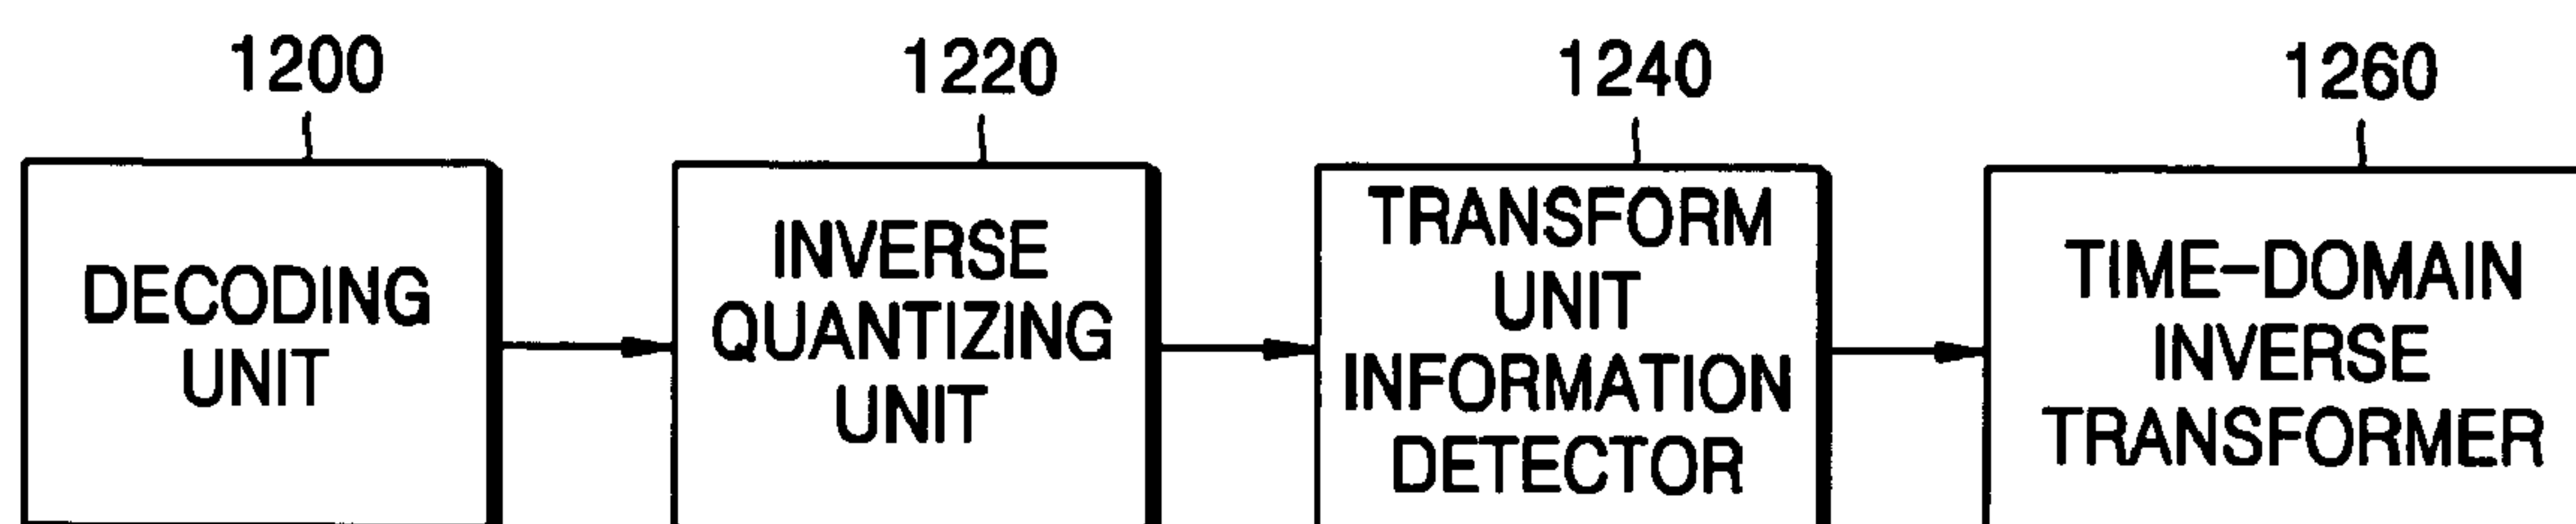 1200
1220
1240
1260
DECODING
UNIT
INVERSE
QUANTIZING
UNIT
TRANSFORM
UNIT
INFORMATION
DETECTOR
TIME-DOMAIN
INVERSE
TRANSFORMER